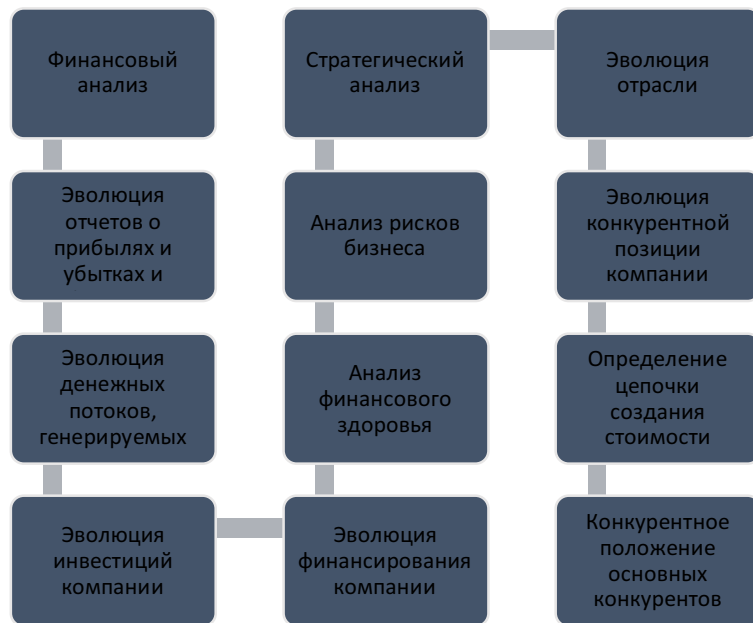 Финансовый
анализ
Эволюция
отчетов о
прибылях и
убытках и
Эволюция
денежных
потоков,
генерируемых
Эволюция
инвестиций
компании
Эволюция
финансирования
компании
Анализ
финансового
здоровья
Анализ рисков
бизнеса
Стратегический
анализ
Эволюция
отрасли
Эволюция
конкурентной
позиции
компании
Определение
цепочки
создания
стоимости
Конкурентное
положение
основных
конкурентов